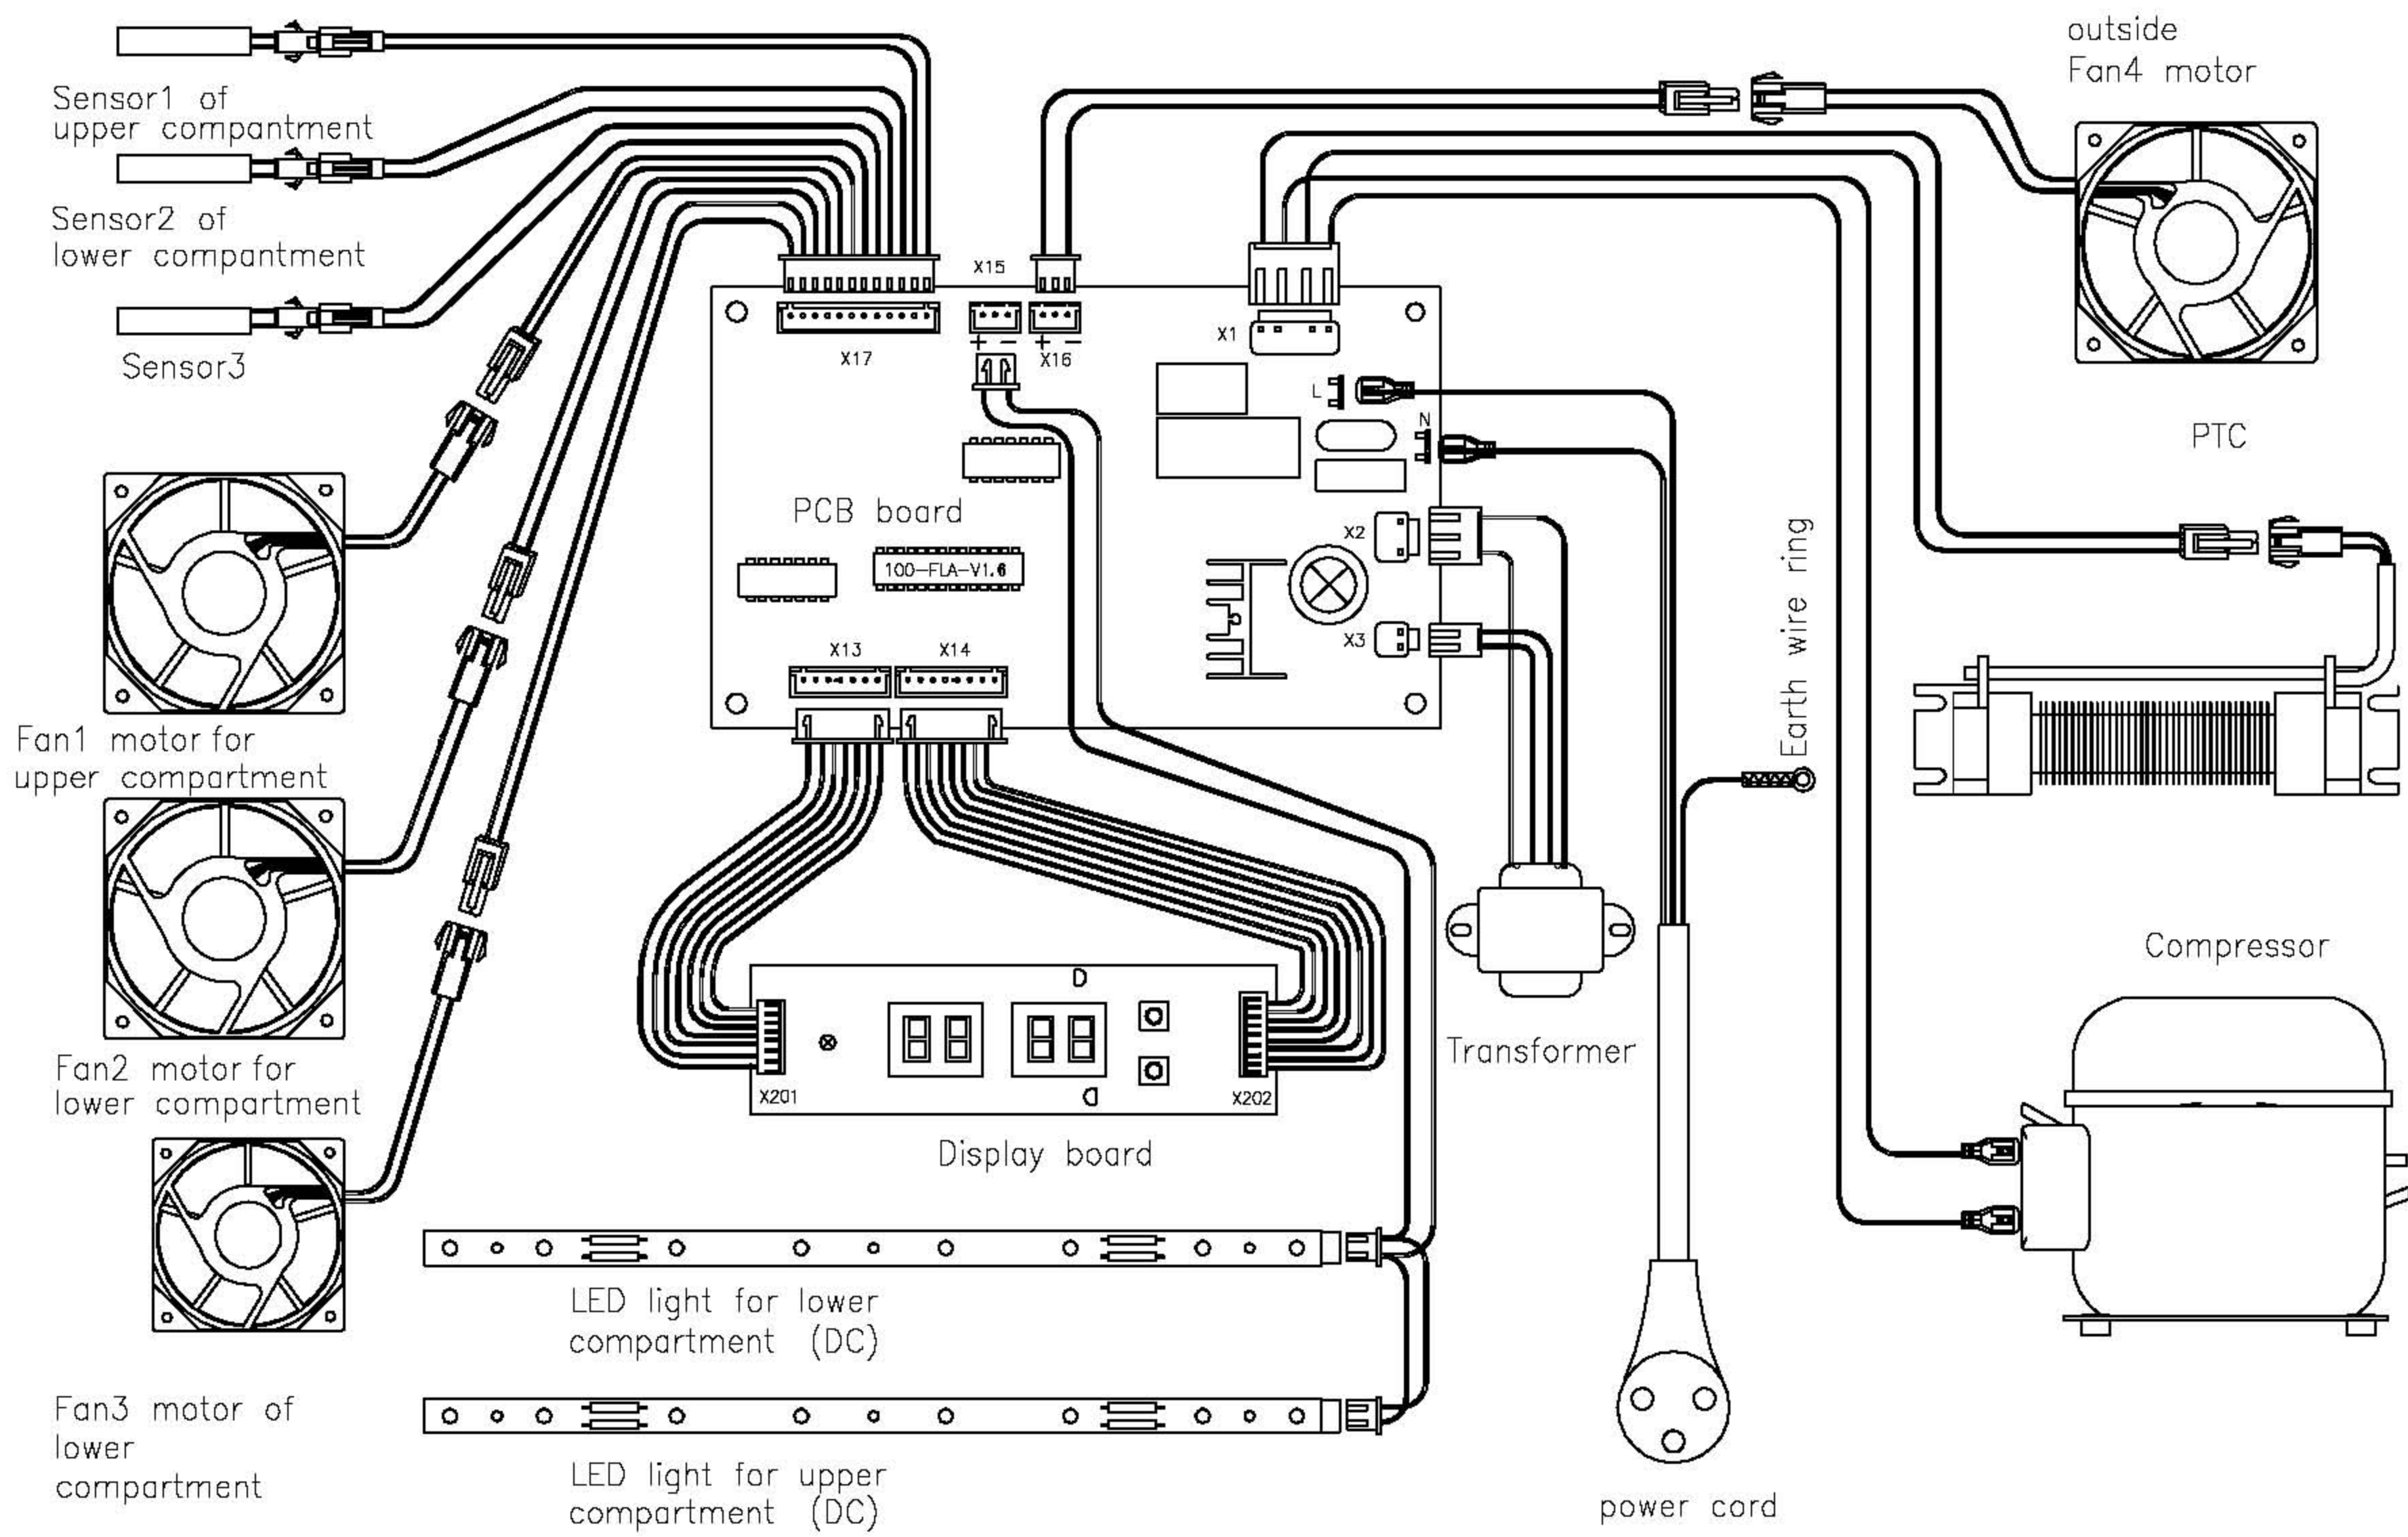 outside
Fan4 motor
Sensor1 of
upper compantment
Sensor2 of
lower compantment
Sensor3
X15
X17
X16
X1
L
N
PTC
PCB board
100-FLA-V1.6
X2
X3
X13
X14
Earth wire ring
Fan1 motor for
upper compartment
Fan2 motor for
lower compartment
Fan3 motor of
lower
compartment
X201
X202
Display board
Transformer
Compressor
LED light for lower
compartment (DC)
LED light for upper
compartment (DC)
power cord